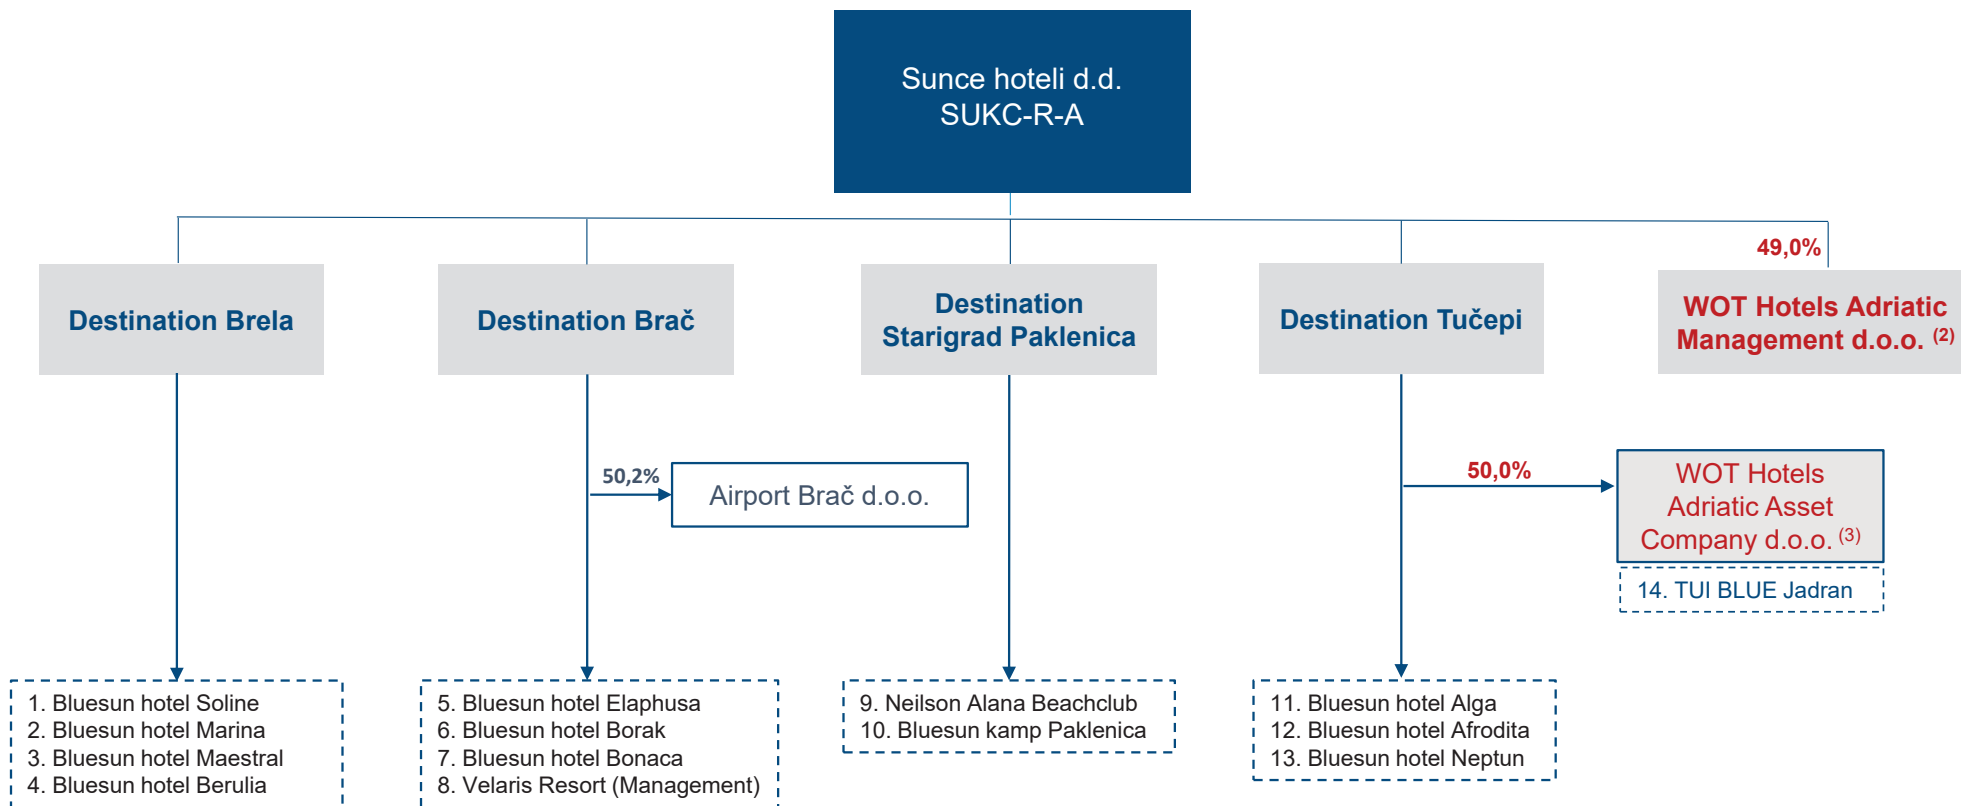 Sunce hoteli d.d.
SUKC-R-A
49,0%
Destination Brela
Destination Brač
Destination
Starigrad Paklenica
Destination Tučepi
WOT Hotels Adriatic
Management d.o.o. (2)
50,2%
Airport Brač d.o.o.
50,0%
WOT Hotels
Adriatic Asset
Company d.o.o. (3)
14. TUI BLUE Jadran
1. Bluesun hotel Soline
2. Bluesun hotel Marina
3. Bluesun hotel Maestral
4. Bluesun hotel Berulia
5. Bluesun hotel Elaphusa
6. Bluesun hotel Borak
7. Bluesun hotel Bonaca
8. Velaris Resort (Management)
9. Neilson Alana Beachclub
10. Bluesun kamp Paklenica
11. Bluesun hotel Alga
12. Bluesun hotel Afrodita
13. Bluesun hotel Neptun